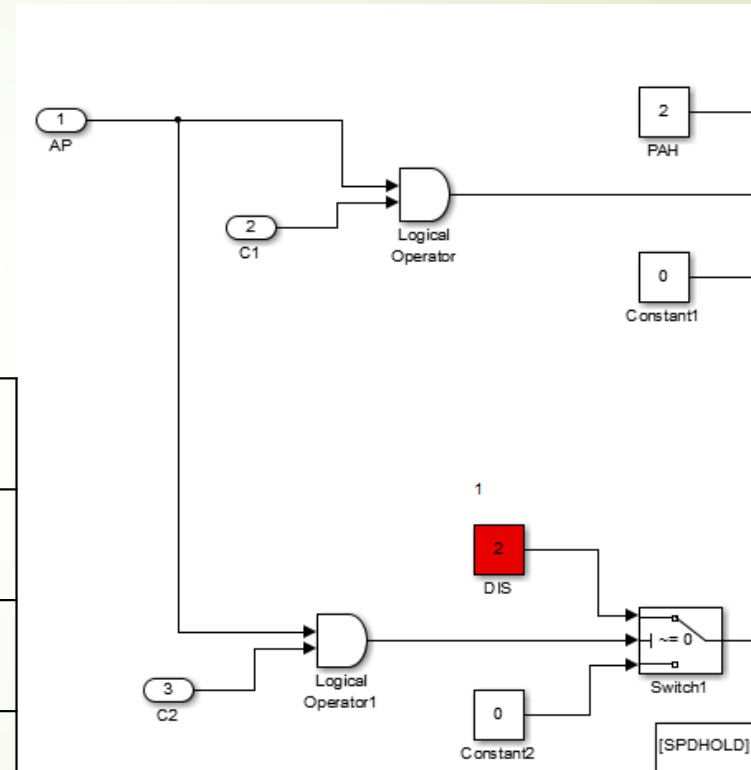 1
AP
2
C1
Logical
Operator
2
PAH
0
Constant1
1
2
DIS
3
C2
Logical
Operator1
0
Constant2
~= 0
Switch1
[SPDHOLD]